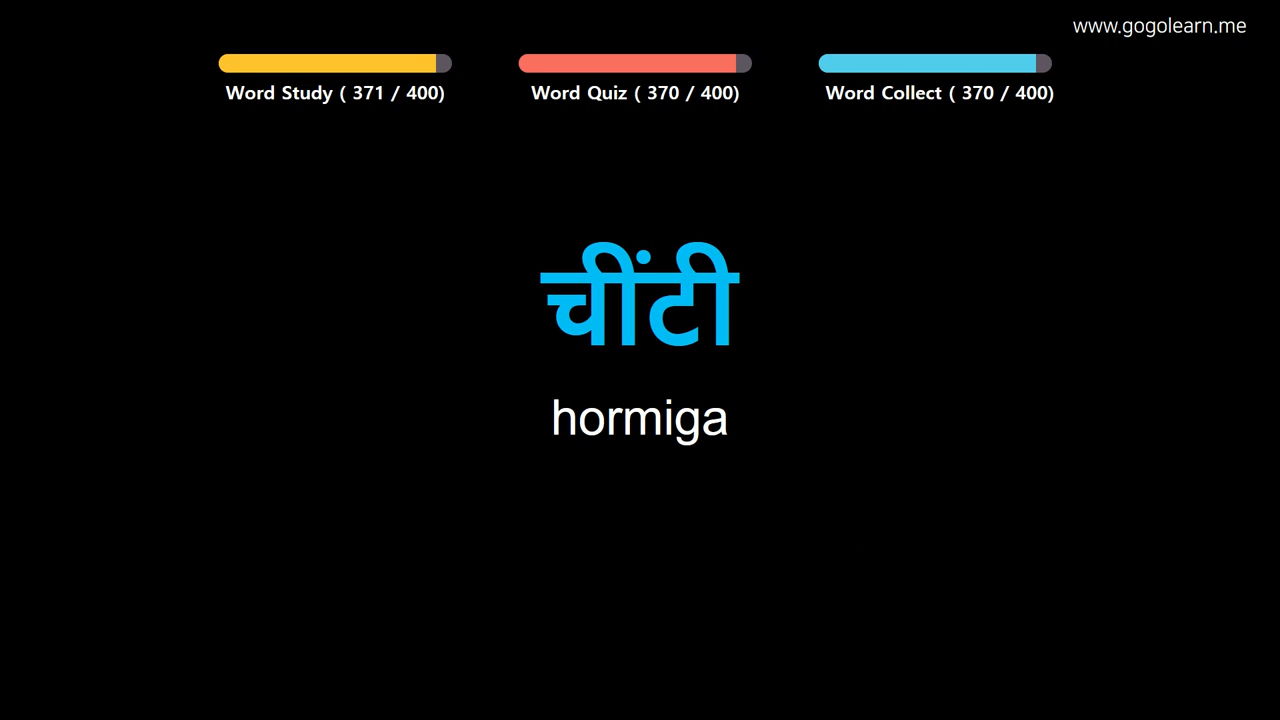 www.gogolearn.me
Word Study ( 371 / 400)
Word Quiz ( 370 / 400)
Word Collect ( 370 / 400)
चींटी
hormiga